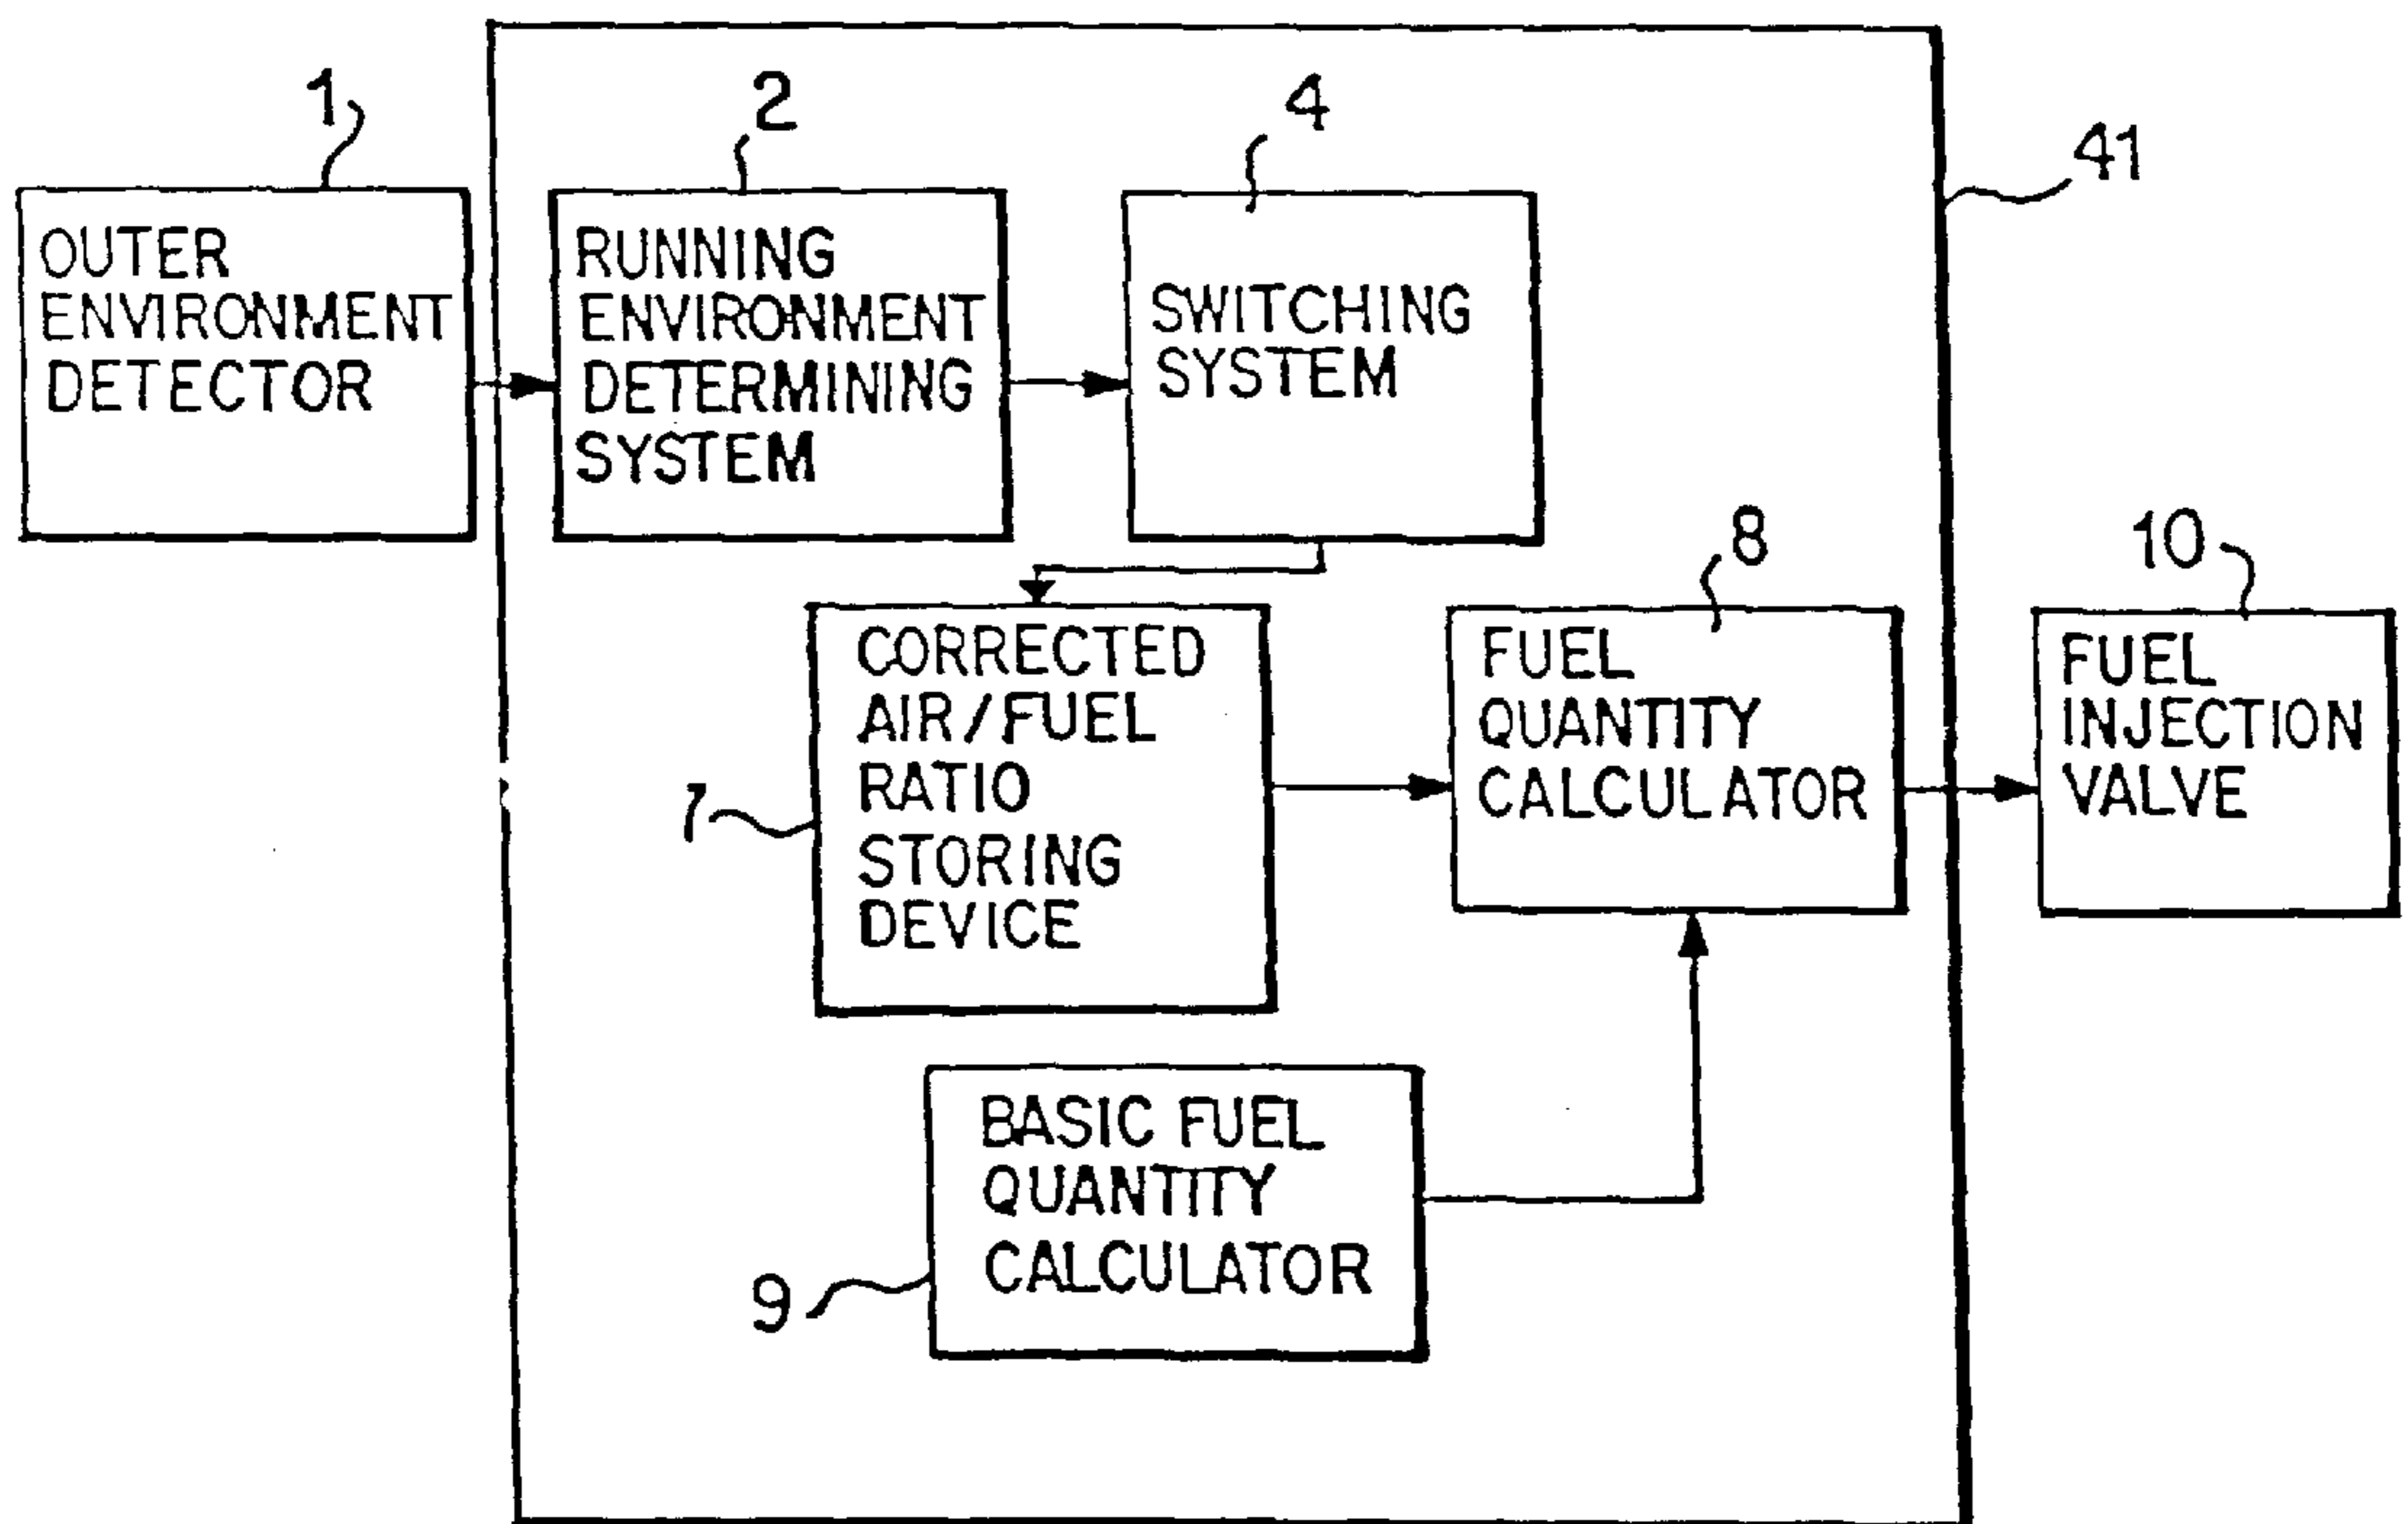 1
2
4
41
OUTER
ENVIRONMENT
DETECTOR
RUNNING
ENVIRONMENT
DETERMINING
SYSTEM
SWITCHING
SYSTEM
8
10
CORRECTED
AIR/FUEL
RATIO
STORING
DEVICE
7
FUEL
QUANTITY
CALCULATOR
FUEL
INJECTION
VALVE
BASIC FUEL
QUANTITY
CALCULATOR
9